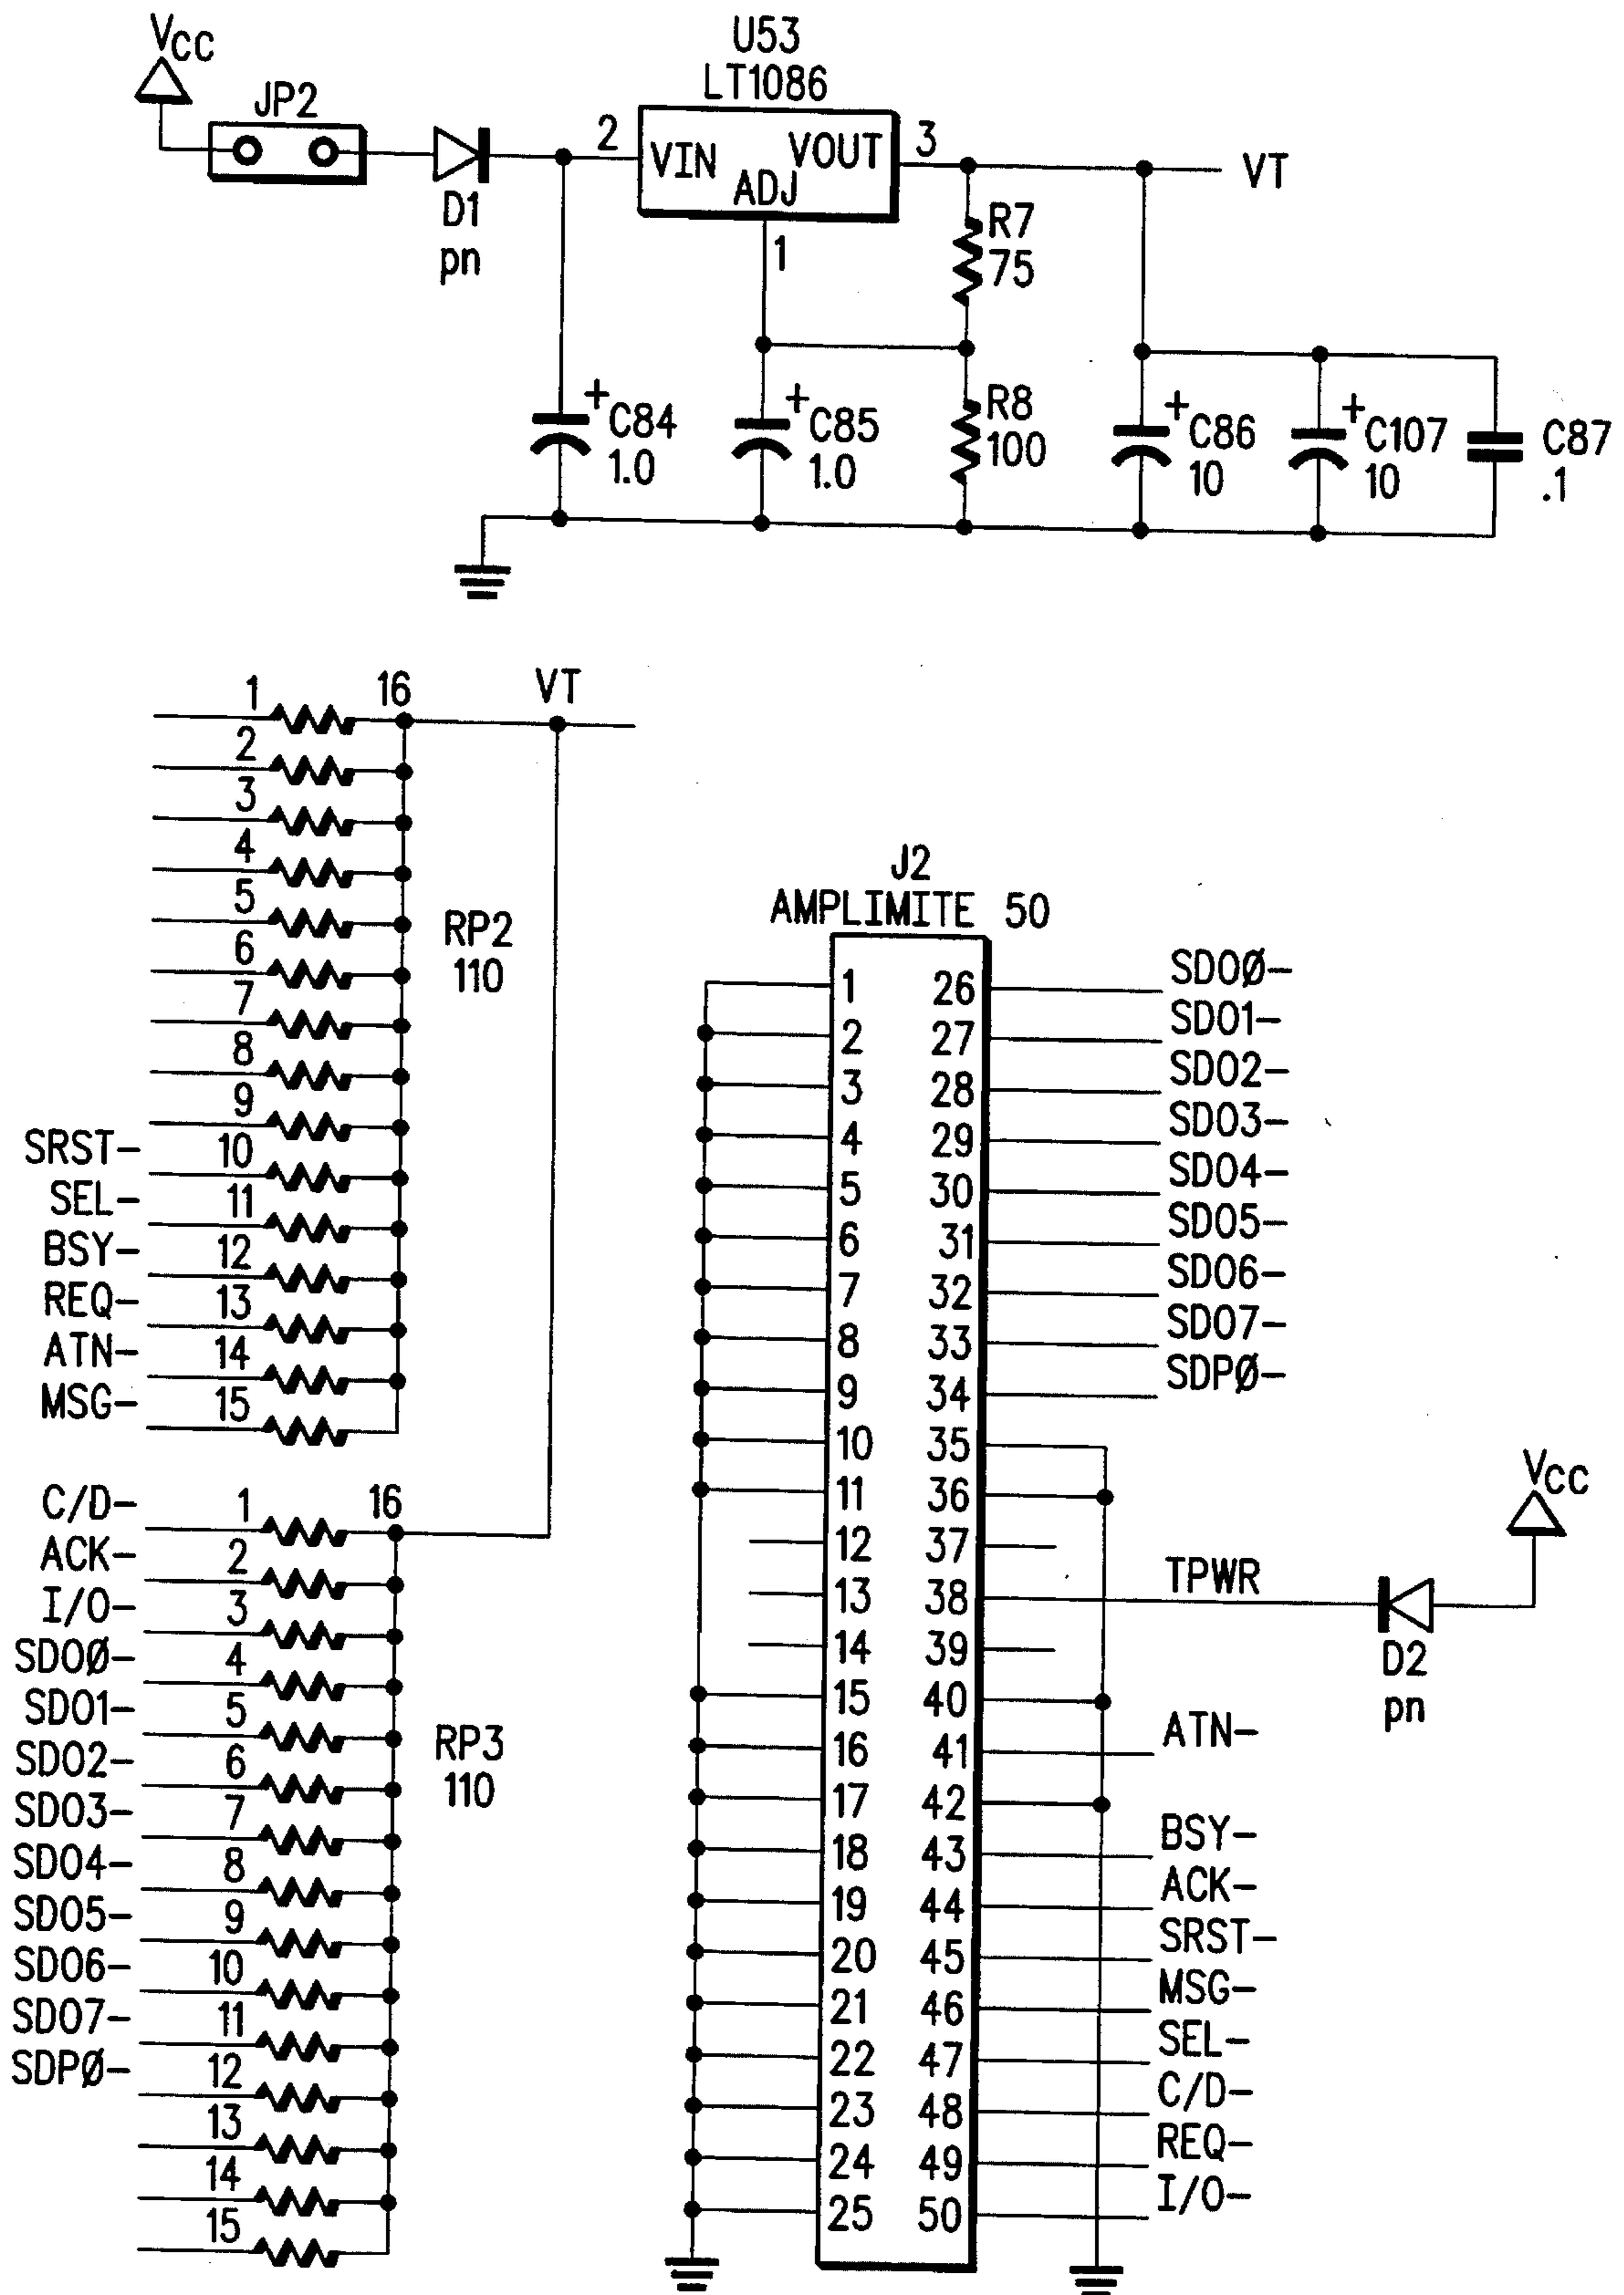 VCC
JP2
D1
pn
U53
LT1086
2
VIN
VOUT
3
ADJ
1
VT
R7
75
R8
100
+
C84
1.0
+
C85
1.0
+
C86
10
+
C107
10
C87
.1
VT
1 16
2
3
4
5
6
7
8
9
SRST- 10
SEL- 11
BSY- 12
REQ- 13
ATN- 14
MSG- 15
RP2
110
C/D- 1 16
ACK- 2
I/O- 3
SDOØ- 4
SDO1- 5
SDO2- 6
SDO3- 7
SDO4- 8
SDO5- 9
SDO6- 10
SDO7- 11
SDPØ- 12
13
14
15
RP3
110
J2
AMPLIMITE 50
1 26 SDOØ-
2 27 SDO1-
3 28 SDO2-
4 29 SDO3-
5 30 SDO4-
6 31 SDO5-
7 32 SDO6-
8 33 SDO7-
9 34 SDPØ-
10 35
11 36
12 37
13 38 TPWR
14 39
15 40
16 41 ATN-
17 42
18 43 BSY-
19 44 ACK-
20 45 SRST-
21 46 MSG-
22 47 SEL-
23 48 C/D-
24 49 REQ-
25 50 I/O-
VCC
D2
pn